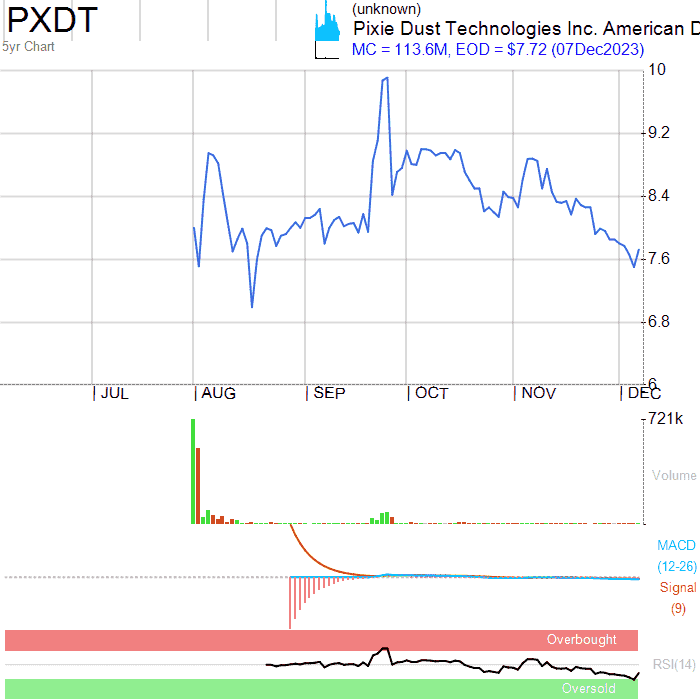 PXDT
5yr Chart
(unknown)
Pixie Dust Technologies Inc. American D
MC = 113.6M, EOD = $7.72 (07Dec2023)
10
9.2
8.4
7.6
6.8
6
JUL AUG SEP OCT NOV DEC
721k
Volume
MACD
(12-26)
Signal
(9)
Overbought
RSI(14)
Oversold